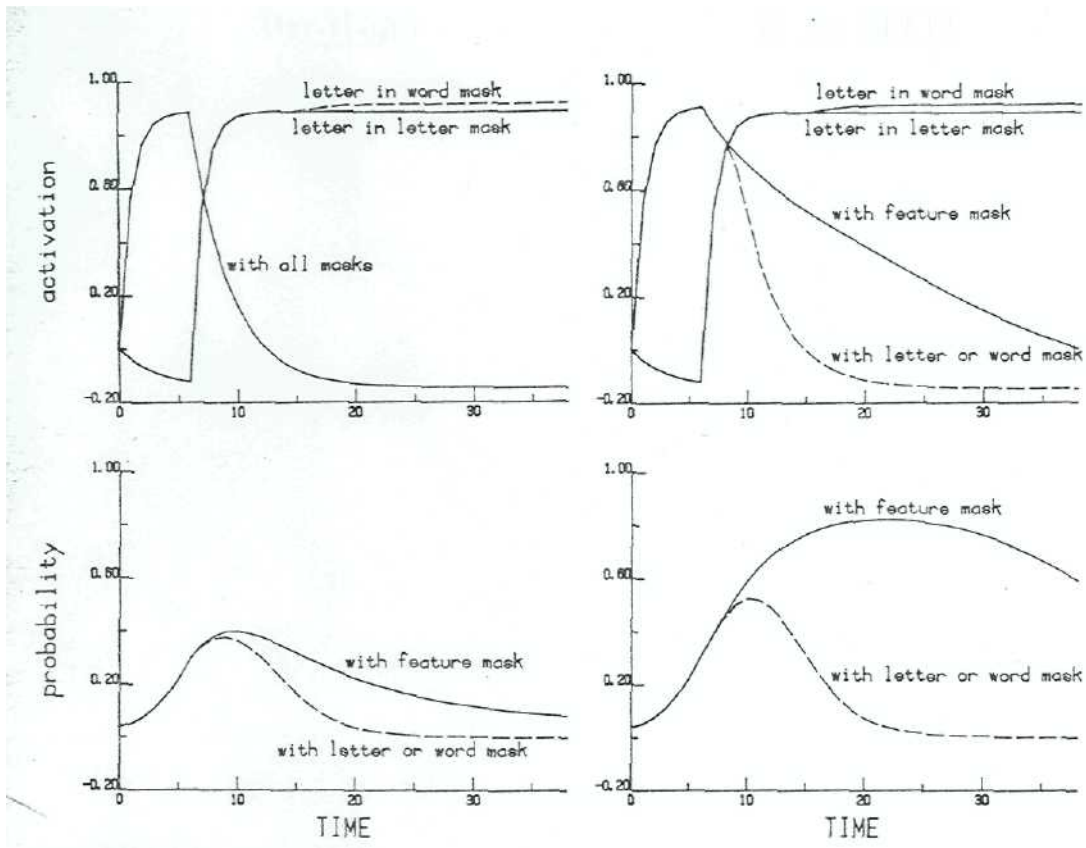 1.00
letter in word mask
letter in letter mask
0.60
with all masks
0.20
-0.20
0
10
20
30
activation
1.00
letter in word mask
letter in letter mask
0.60
with feature mask
0.20
with letter or word mask
-0.20
0
10
20
30
1.00
0.60
with feature mask
0.20
with letter or word mask
-0.20
0
10
20
30
probability
TIME
1.00
with feature mask
0.60
0.20
with letter or word mask
-0.20
0
10
20
30
TIME